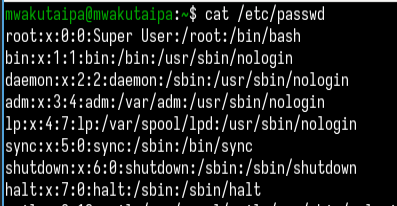 mwakutaipa@mwakutaipa:~$ cat /etc/passwd
root:x:0:0:Super User:/root:/bin/bash
bin:x:1:1:bin:/bin:/usr/sbin/nologin
daemon:x:2:2:daemon:/sbin:/usr/sbin/nologin
adm:x:3:4:adm:/var/adm:/usr/sbin/nologin
lp:x:4:7:lp:/var/spool/lpd:/usr/sbin/nologin
sync:x:5:0:sync:/sbin:/bin/sync
shutdown:x:6:0:shutdown:/sbin:/sbin/shutdown
halt:x:7:0:halt:/sbin:/sbin/halt